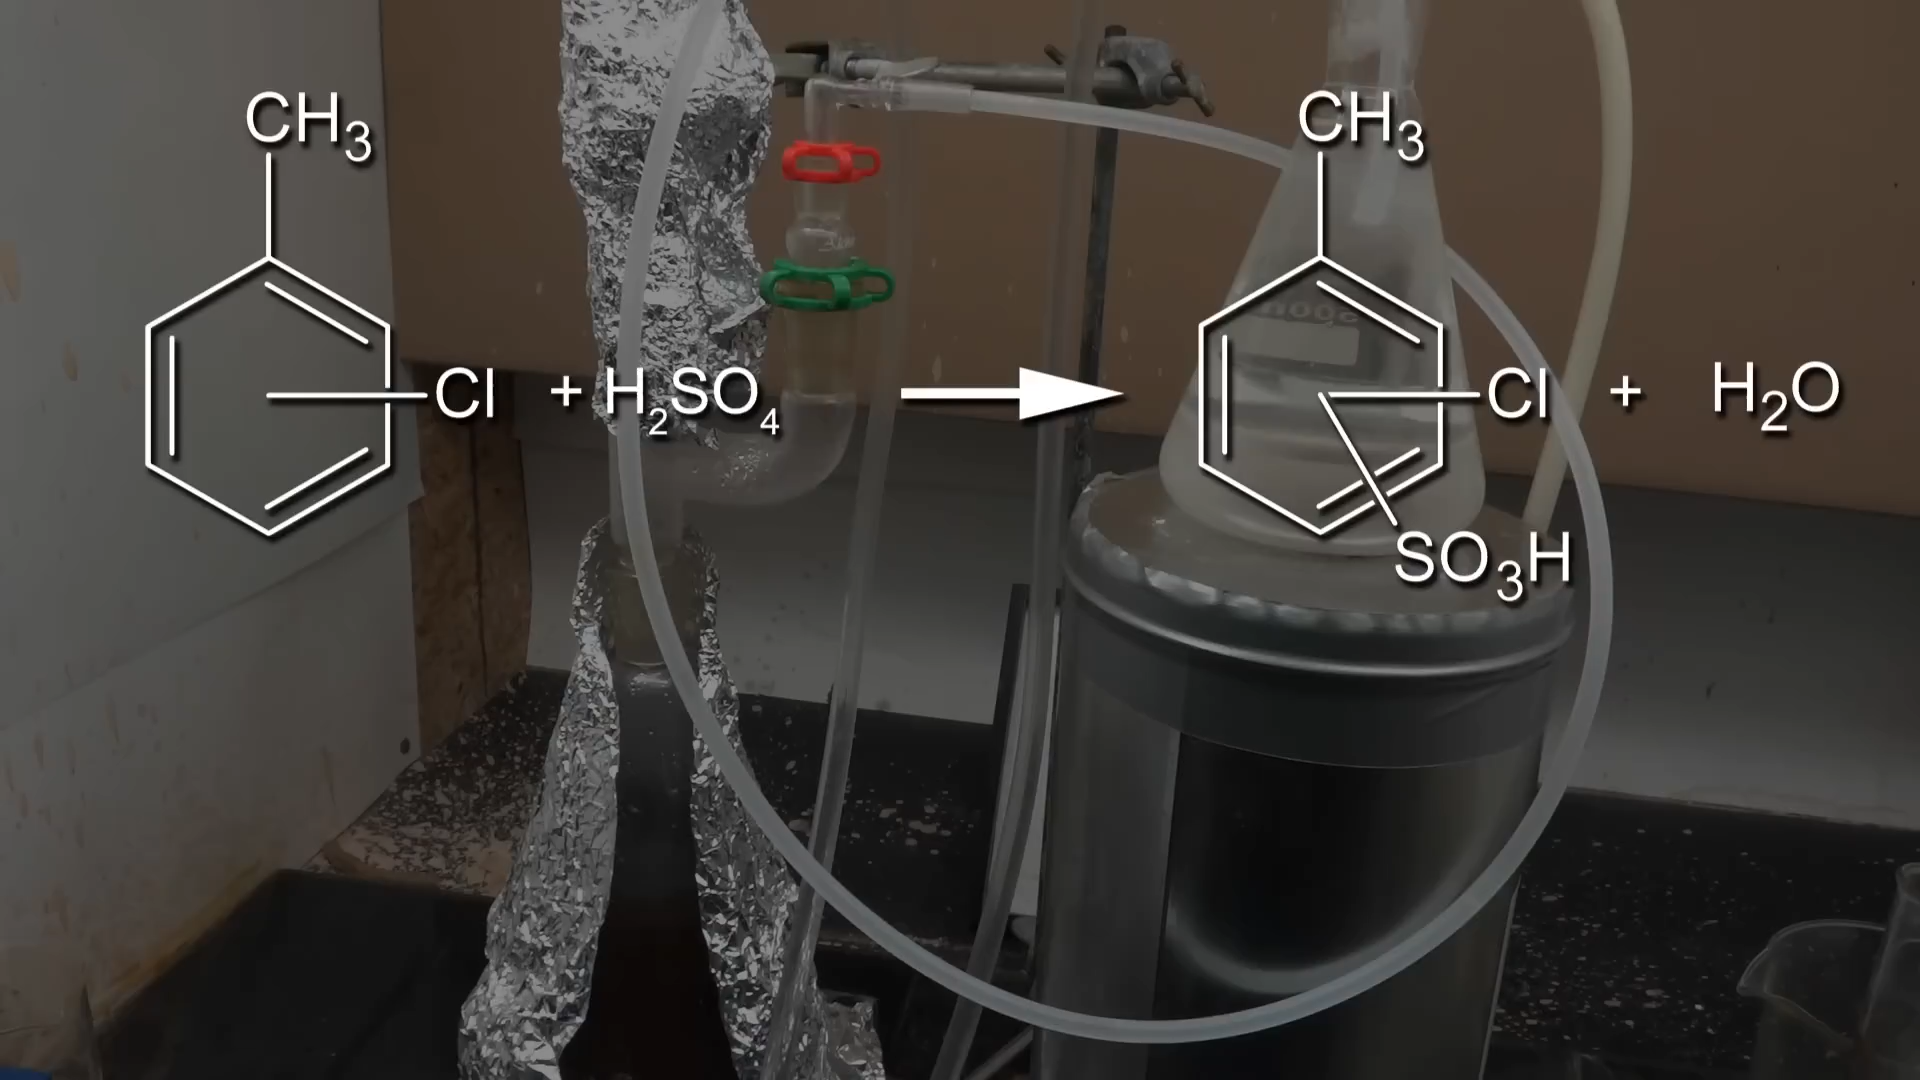 CH3 CH3
Cl + H2SO4 → Cl + H2O
SO3H